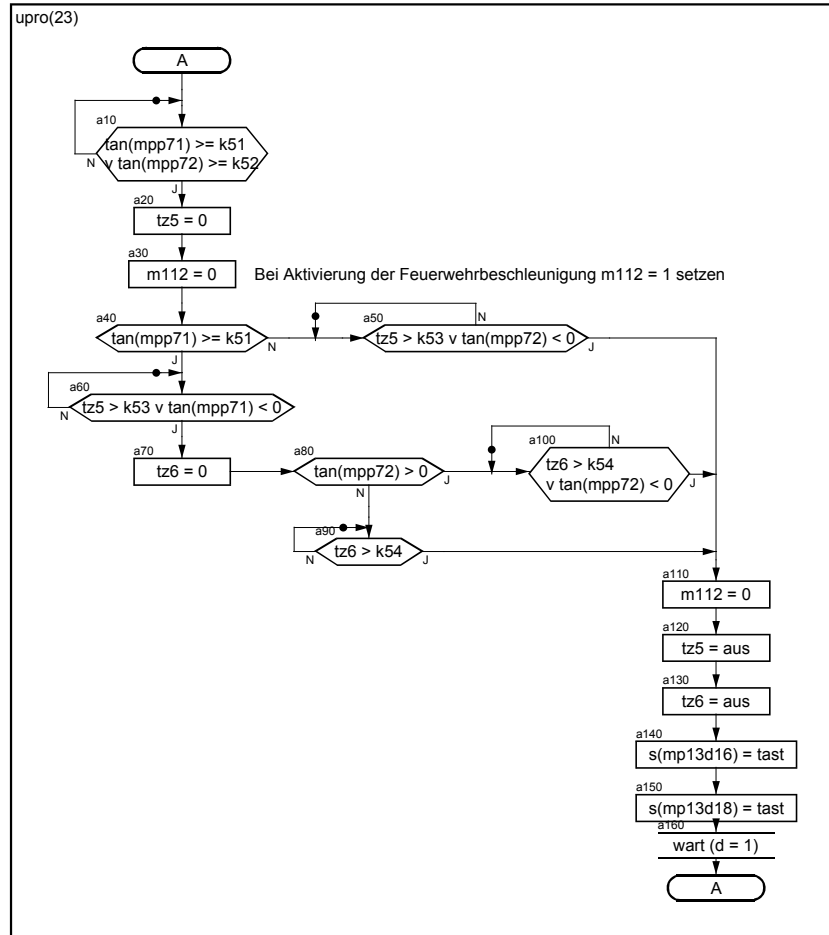 upro(23)
A
a10
tan(mpp71) >= k51
v tan(mpp72) >= k52
N
J
a20
tz5 = 0
a30
m112 = 0
Bei Aktivierung der Feuerwehrbeschleunigung m112 = 1 setzen
a40
tan(mpp71) >= k51
N
J
a50
N
tz5 > k53 v tan(mpp72) < 0
J
a60
tz5 > k53 v tan(mpp71) < 0
N
J
a70
tz6 = 0
a80
tan(mpp72) > 0
J
N
a100
N
tz6 > k54
v tan(mpp72) < 0
J
a90
tz6 > k54
N
J
a110
m112 = 0
a120
tz5 = aus
a130
tz6 = aus
a140
s(mp13d16) = tast
a150
s(mp13d18) = tast
a160
wart (d = 1)
A